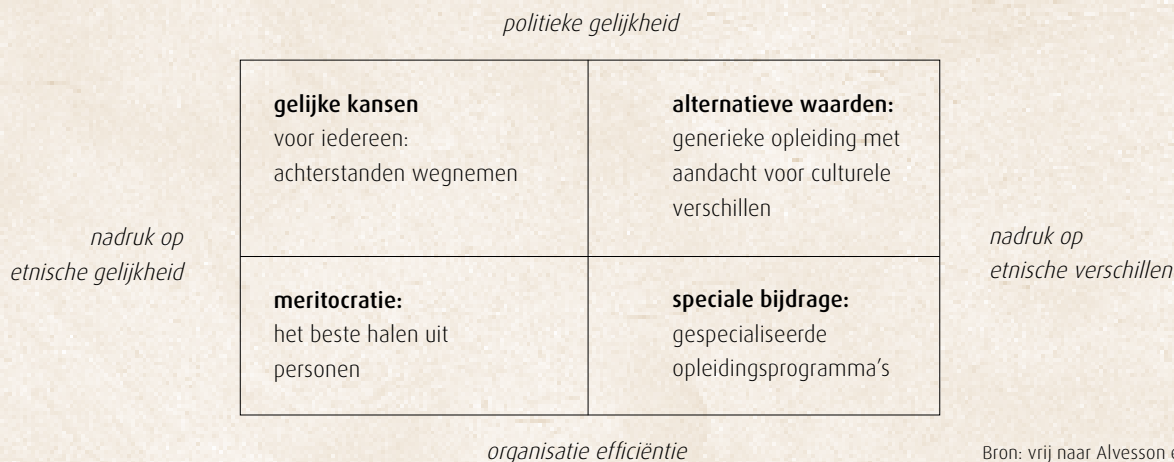 politieke gelijkheid
gelijke kansen
voor iedereen:
achterstanden wegnemen
alternatieve waarden:
generieke opleiding met
aandacht voor culturele
verschillen
nadruk op
etnische gelijkheid
nadruk op
etnische verschillen
meritocratie:
het beste halen uit
personen
speciale bijdrage:
gespecialiseerde
opleidingsprogramma's
organisatie efficiëntie
Bron: vrij naar Alvesson